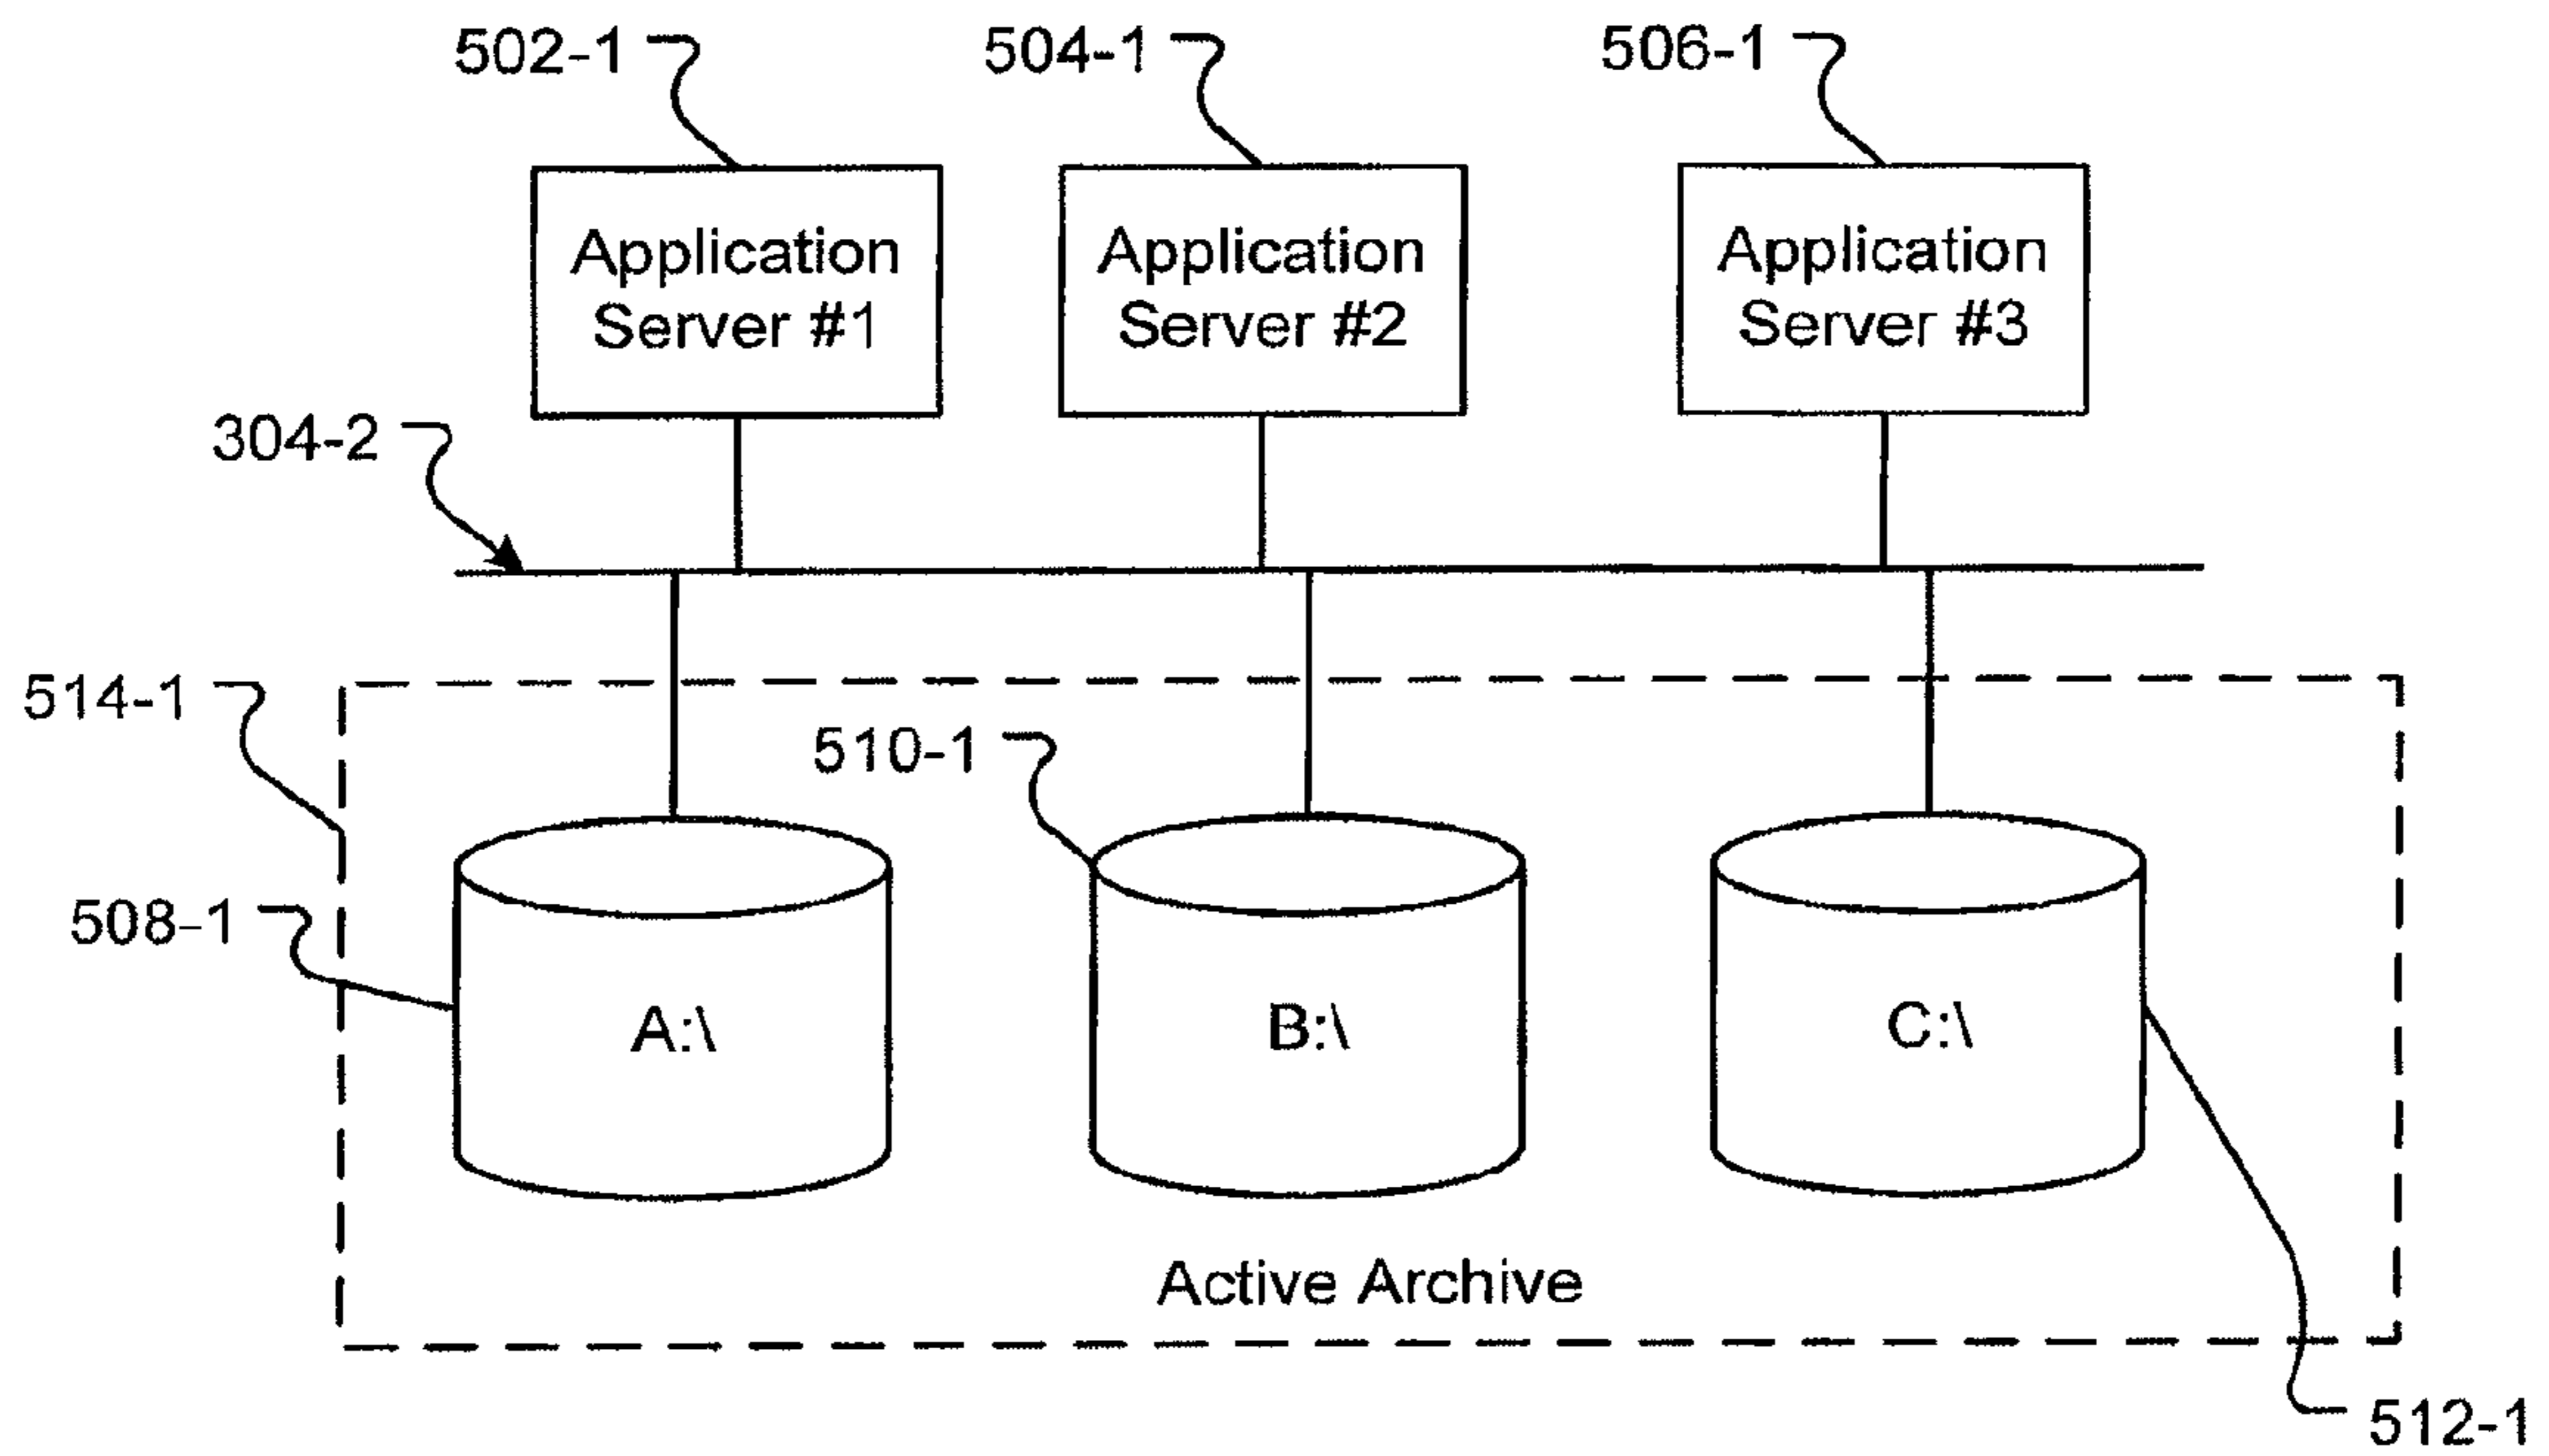 502-1
504-1
506-1
Application
Server #1
Application
Server #2
Application
Server #3
304-2
514-1
510-1
508-1
A:\
B:\
C:\
Active Archive
512-1